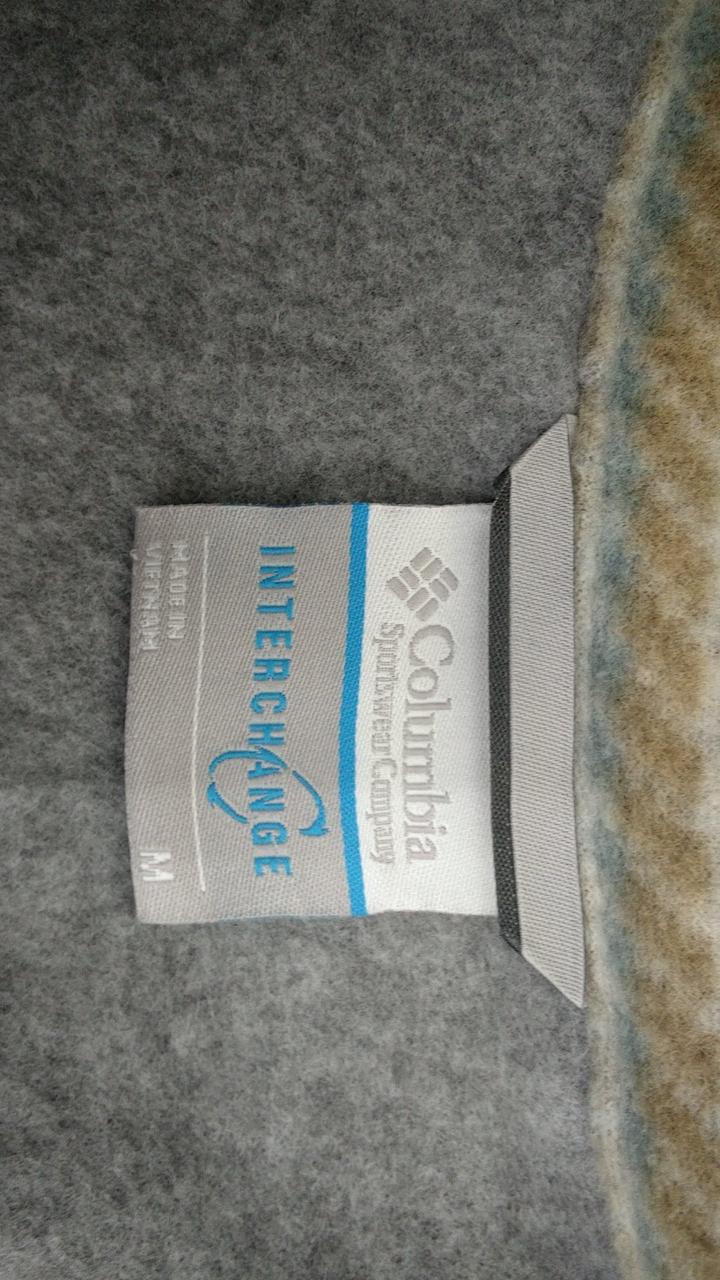 Columbia
Sportswear Company
INTERCHANGE
MADE IN
VIETNAM
M